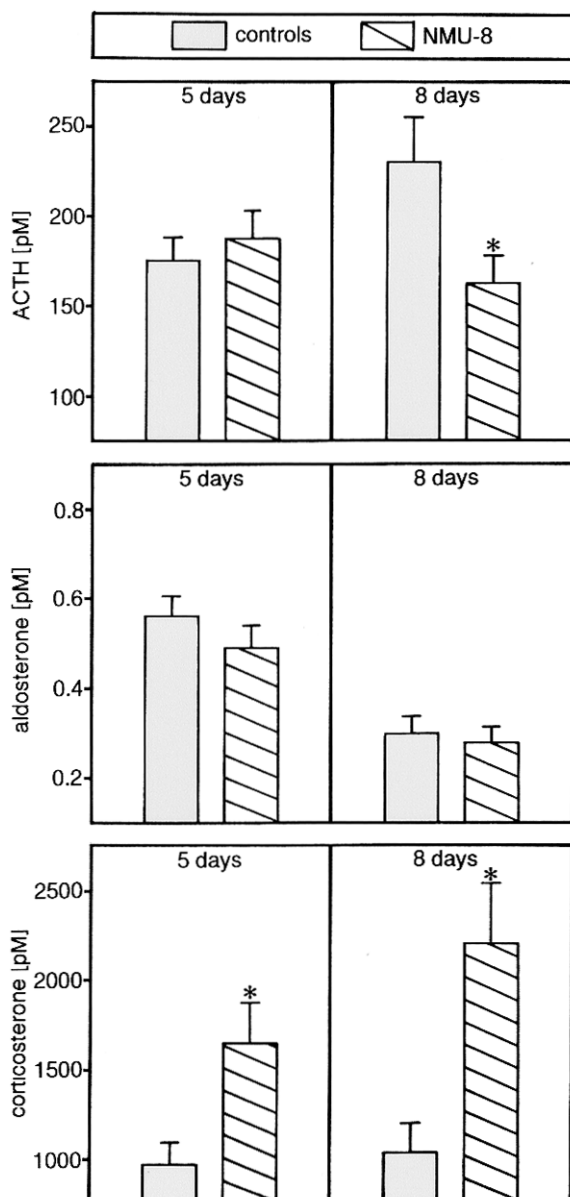 controls NMU-8
5 days 8 days
ACTH [pM]
250
200
150
100
*
5 days 8 days
aldosterone [pM]
0.8
0.6
0.4
0.2
5 days 8 days
corticosterone [pM]
2500
2000
1500
1000
*
*